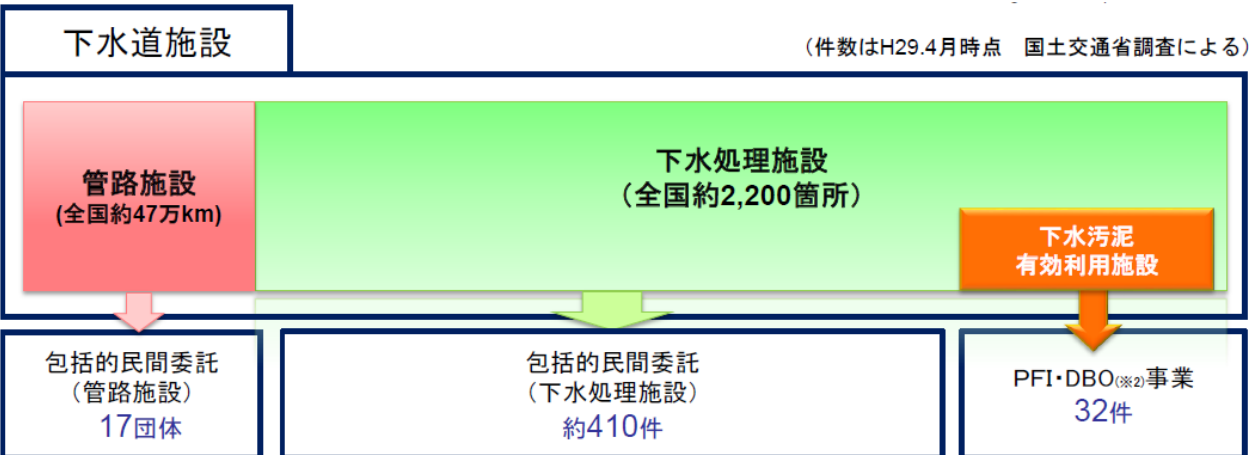 下水道施設
（件数はH29.4月時点　国土交通省調査による）
管路施設
(全国約47万km)
下水処理施設
（全国約2,200箇所）
下水汚泥
有効利用施設
包括的民間委託
（管路施設）
17団体
包括的民間委託
（下水処理施設）
約410件
PFI・DBO(※2)事業
32件